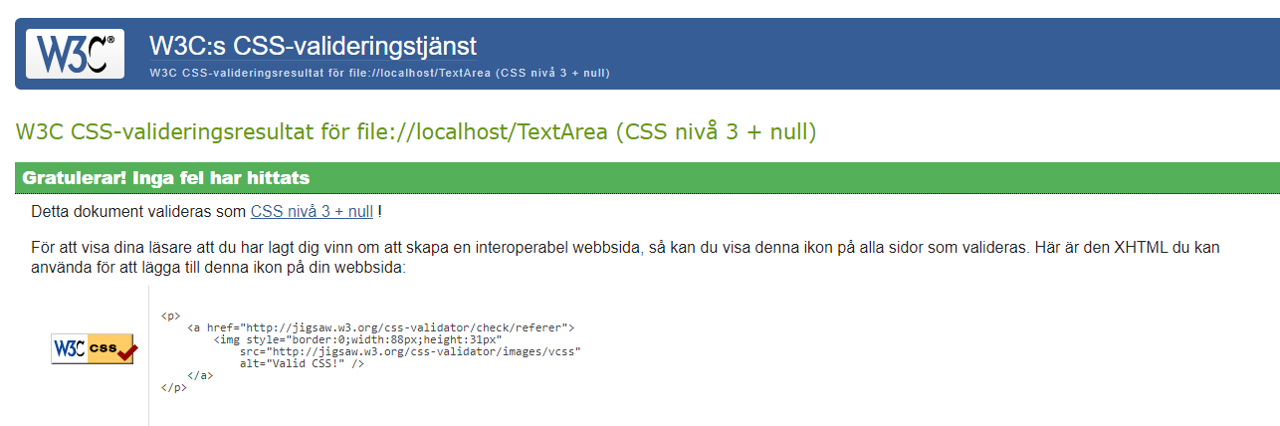 W3C®
W3C:s CSS-valideringstjänst
W3C CSS-valideringsresultat för file://localhost/TextArea (CSS nivå 3 + null)
W3C CSS-valideringsresultat för file://localhost/TextArea (CSS nivå 3 + null)
Gratulerar! Inga fel har hittats
Detta dokument valideras som CSS nivå 3 + null !
För att visa dina läsare att du har lagt dig vinn om att skapa en interoperabel webbsida, så kan du visa denna ikon på alla sidor som valideras. Här är den XHTML du kan
använda för att lägga till denna ikon på din webbsida:
W3C css
<p>
    <a href="http://jigsaw.w3.org/css-validator/check/referer">
        <img style="border:0;width:88px;height:31px"
            src="http://jigsaw.w3.org/css-validator/images/vcss"
            alt="Valid CSS!" />
    </a>
</p>